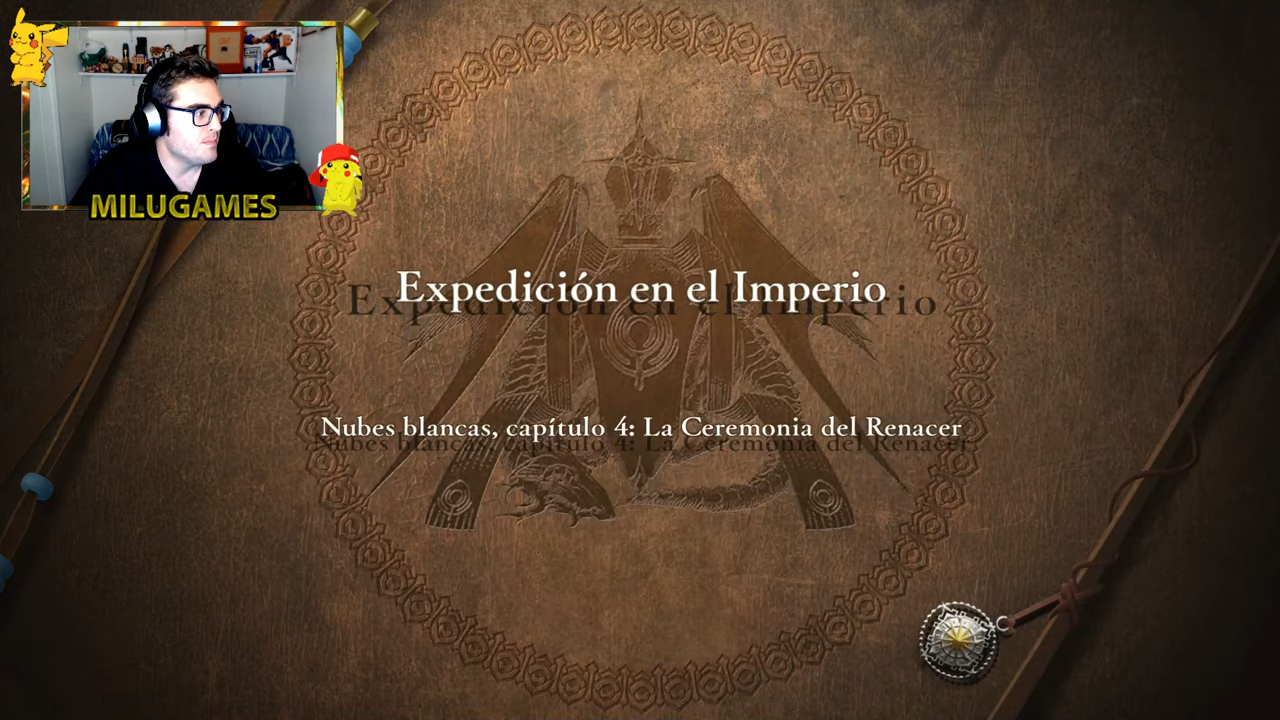 MILUGAMES
Expedición en el Imperio
Nubes blancas, capítulo 4: La Ceremonia del Renacer